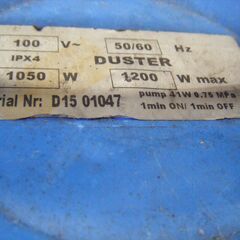 100 V~ 50/60 Hz
IPX4 DUSTER
1050 W 1200 W max
rial Nr: D15 01047 pump 41W 0.75 MPa
1min ON/ 1min OFF